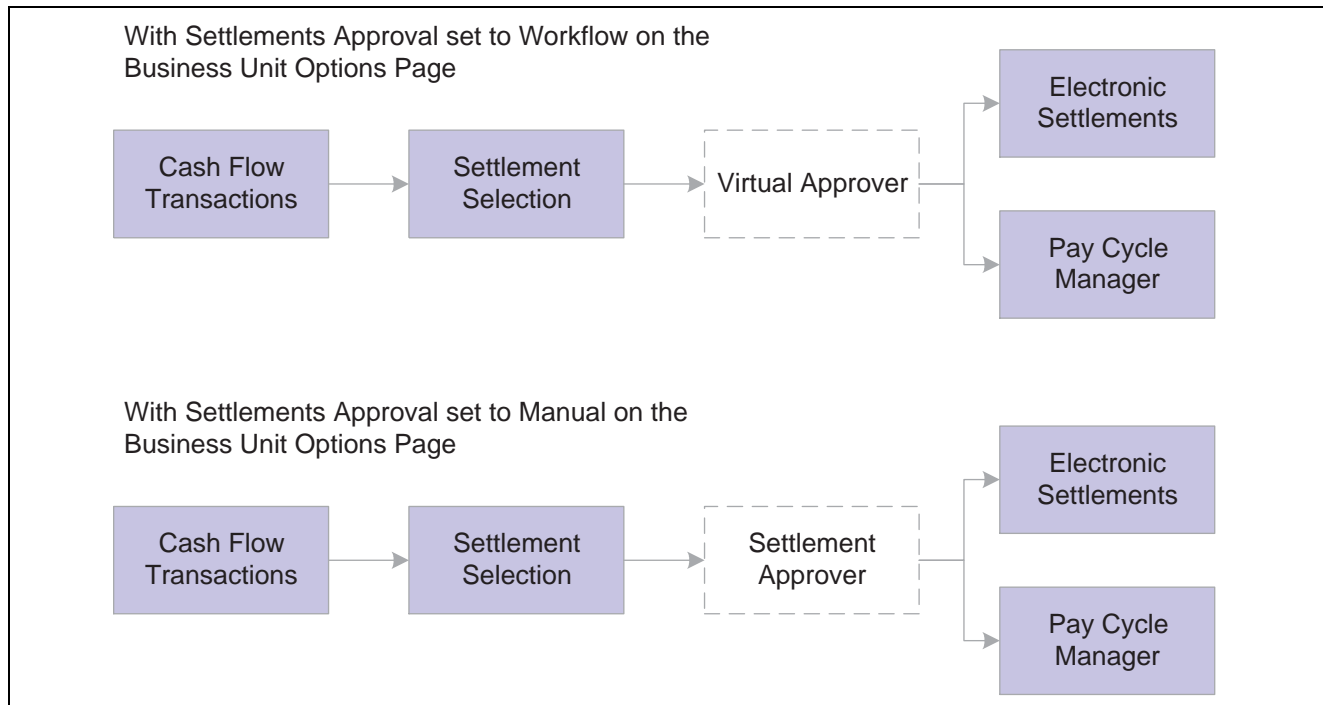 With Settlements Approval set to Workflow on the
Business Unit Options Page
Cash Flow
Transactions
Settlement
Selection
Virtual Approver
Electronic
Settlements
Pay Cycle
Manager
With Settlements Approval set to Manual on the
Business Unit Options Page
Cash Flow
Transactions
Settlement
Selection
Settlement
Approver
Electronic
Settlements
Pay Cycle
Manager